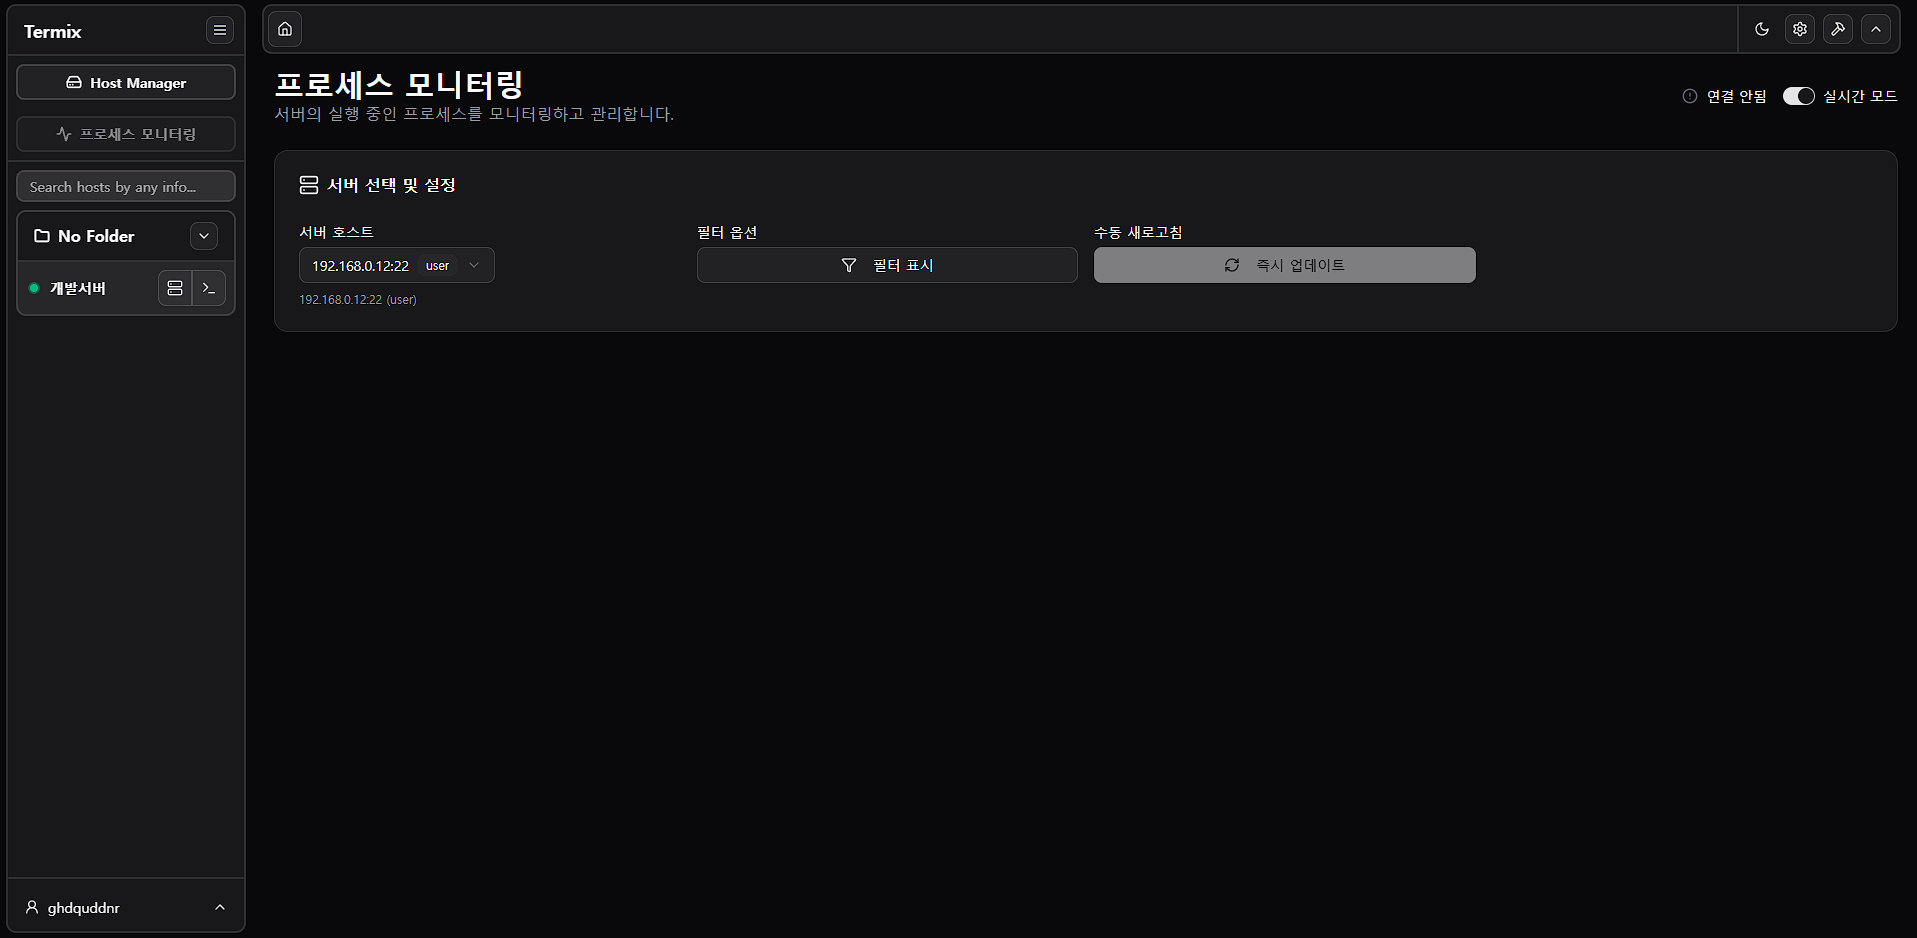 Termix
Host Manager
프로세스 모니터링
Search hosts by any info...
No Folder
개발서버
ghdquddnr
프로세스 모니터링
서버의 실행 중인 프로세스를 모니터링하고 관리합니다.
연결 안됨 실시간 모드
서버 선택 및 설정
서버 호스트 필터 옵션 수동 새로고침
192.168.0.12:22 user 필터 표시 즉시 업데이트
192.168.0.12:22 (user)